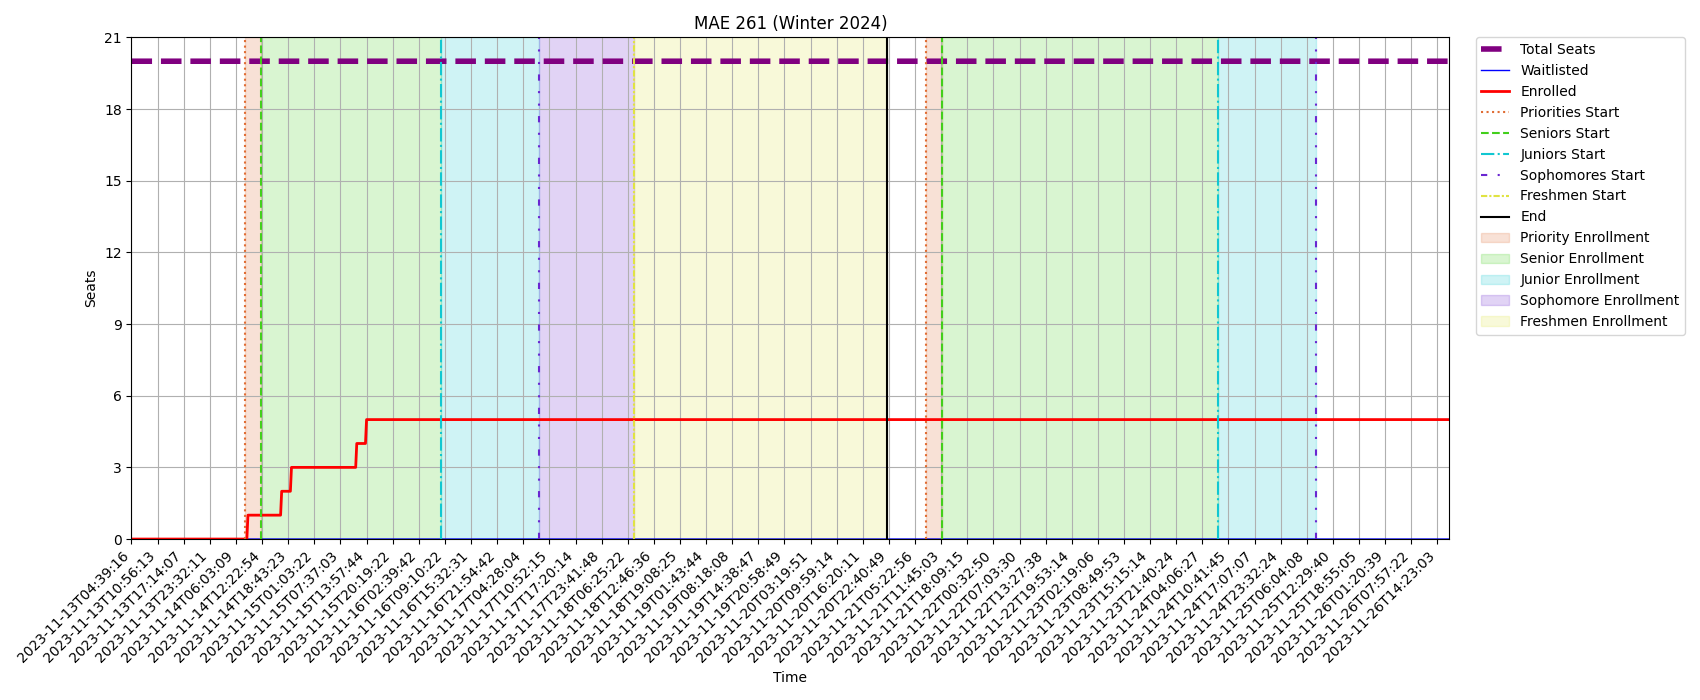 MAE 261 (Winter 2024)
21
18
15
12
9
6
3
0
Seats
2023-11-13T04:39:16
2023-11-13T10:56:13
2023-11-13T17:14:07
2023-11-13T23:32:11
2023-11-14T06:03:09
2023-11-14T12:22:54
2023-11-14T18:43:23
2023-11-15T01:03:22
2023-11-15T07:37:03
2023-11-15T13:57:44
2023-11-15T20:19:22
2023-11-16T02:39:42
2023-11-16T09:10:22
2023-11-16T15:32:31
2023-11-16T21:54:42
2023-11-17T04:28:04
2023-11-17T10:52:15
2023-11-17T17:20:14
2023-11-17T23:41:48
2023-11-18T06:25:22
2023-11-18T12:46:36
2023-11-18T19:08:25
2023-11-19T01:43:44
2023-11-19T08:18:08
2023-11-19T14:38:47
2023-11-19T20:58:49
2023-11-20T03:19:51
2023-11-20T09:59:14
2023-11-20T16:20:11
2023-11-20T22:40:49
2023-11-21T05:22:56
2023-11-21T11:45:03
2023-11-21T18:09:15
2023-11-22T00:32:50
2023-11-22T07:03:30
2023-11-22T13:27:38
2023-11-22T19:53:14
2023-11-23T02:19:06
2023-11-23T08:49:53
2023-11-23T15:15:14
2023-11-23T21:40:24
2023-11-24T04:06:27
2023-11-24T10:41:45
2023-11-24T17:07:07
2023-11-24T23:32:24
2023-11-25T06:04:08
2023-11-25T12:29:40
2023-11-25T18:55:05
2023-11-26T01:20:39
2023-11-26T07:57:22
2023-11-26T14:23:03
Time
Total Seats
Waitlisted
Enrolled
Priorities Start
Seniors Start
Juniors Start
Sophomores Start
Freshmen Start
End
Priority Enrollment
Senior Enrollment
Junior Enrollment
Sophomore Enrollment
Freshmen Enrollment